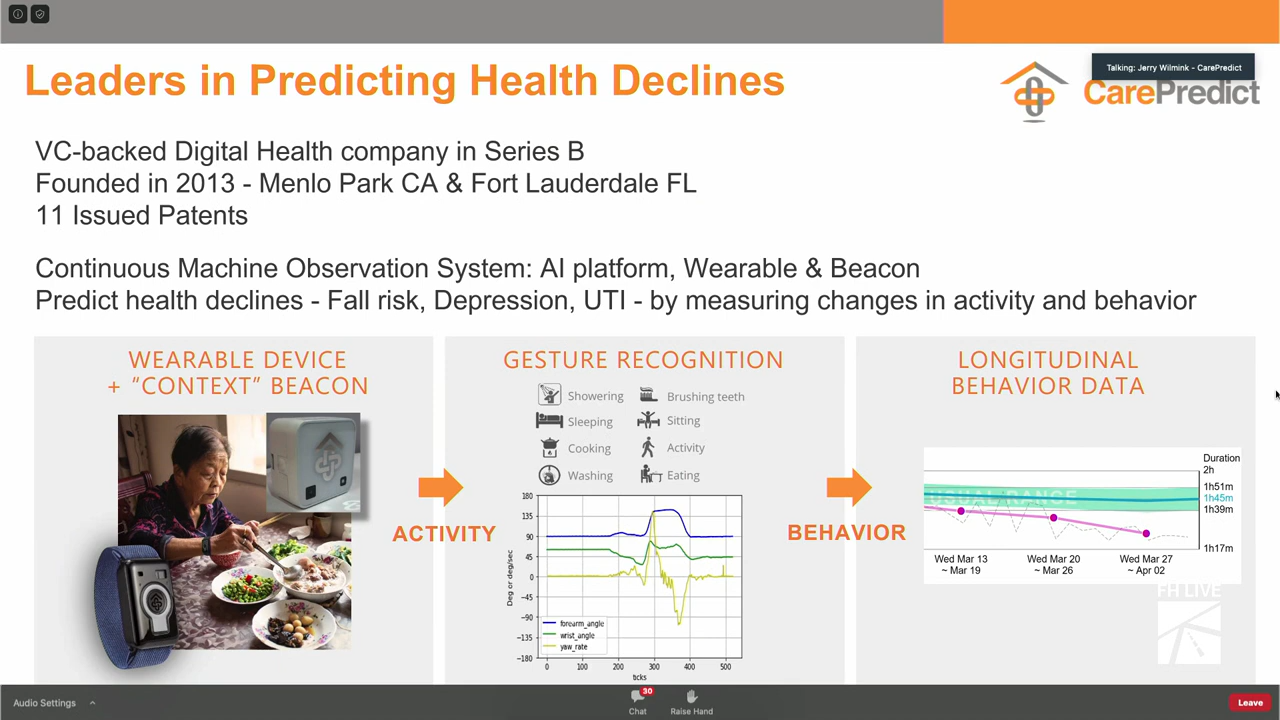 Talking: Jerry Wilmink - CarePredict
Leaders in Predicting Health Declines
CarePredict
VC-backed Digital Health company in Series B
Founded in 2013 - Menlo Park CA & Fort Lauderdale FL
11 Issued Patents
Continuous Machine Observation System: AI platform, Wearable & Beacon
Predict health declines - Fall risk, Depression, UTI - by measuring changes in activity and behavior
WEARABLE DEVICE
+ "CONTEXT" BEACON
ACTIVITY
GESTURE RECOGNITION
Showering
Brushing teeth
Sleeping
Sitting
Cooking
Activity
Washing
Eating
180
135
90
45
0
−45
−90
−135
−180
Deg or deg/sec
forearm_angle
wrist_angle
yaw_rate
0 100 200 300 400 500
ticks
BEHAVIOR
LONGITUDINAL
BEHAVIOR DATA
Duration
2h
USUAL RANGE
1h51m
1h45m
1h39m
1h17m
Wed Mar 13
~ Mar 19
Wed Mar 20
~ Mar 26
Wed Mar 27
~ Apr 02
FH LIVE
Audio Settings
30
Chat
Raise Hand
Leave